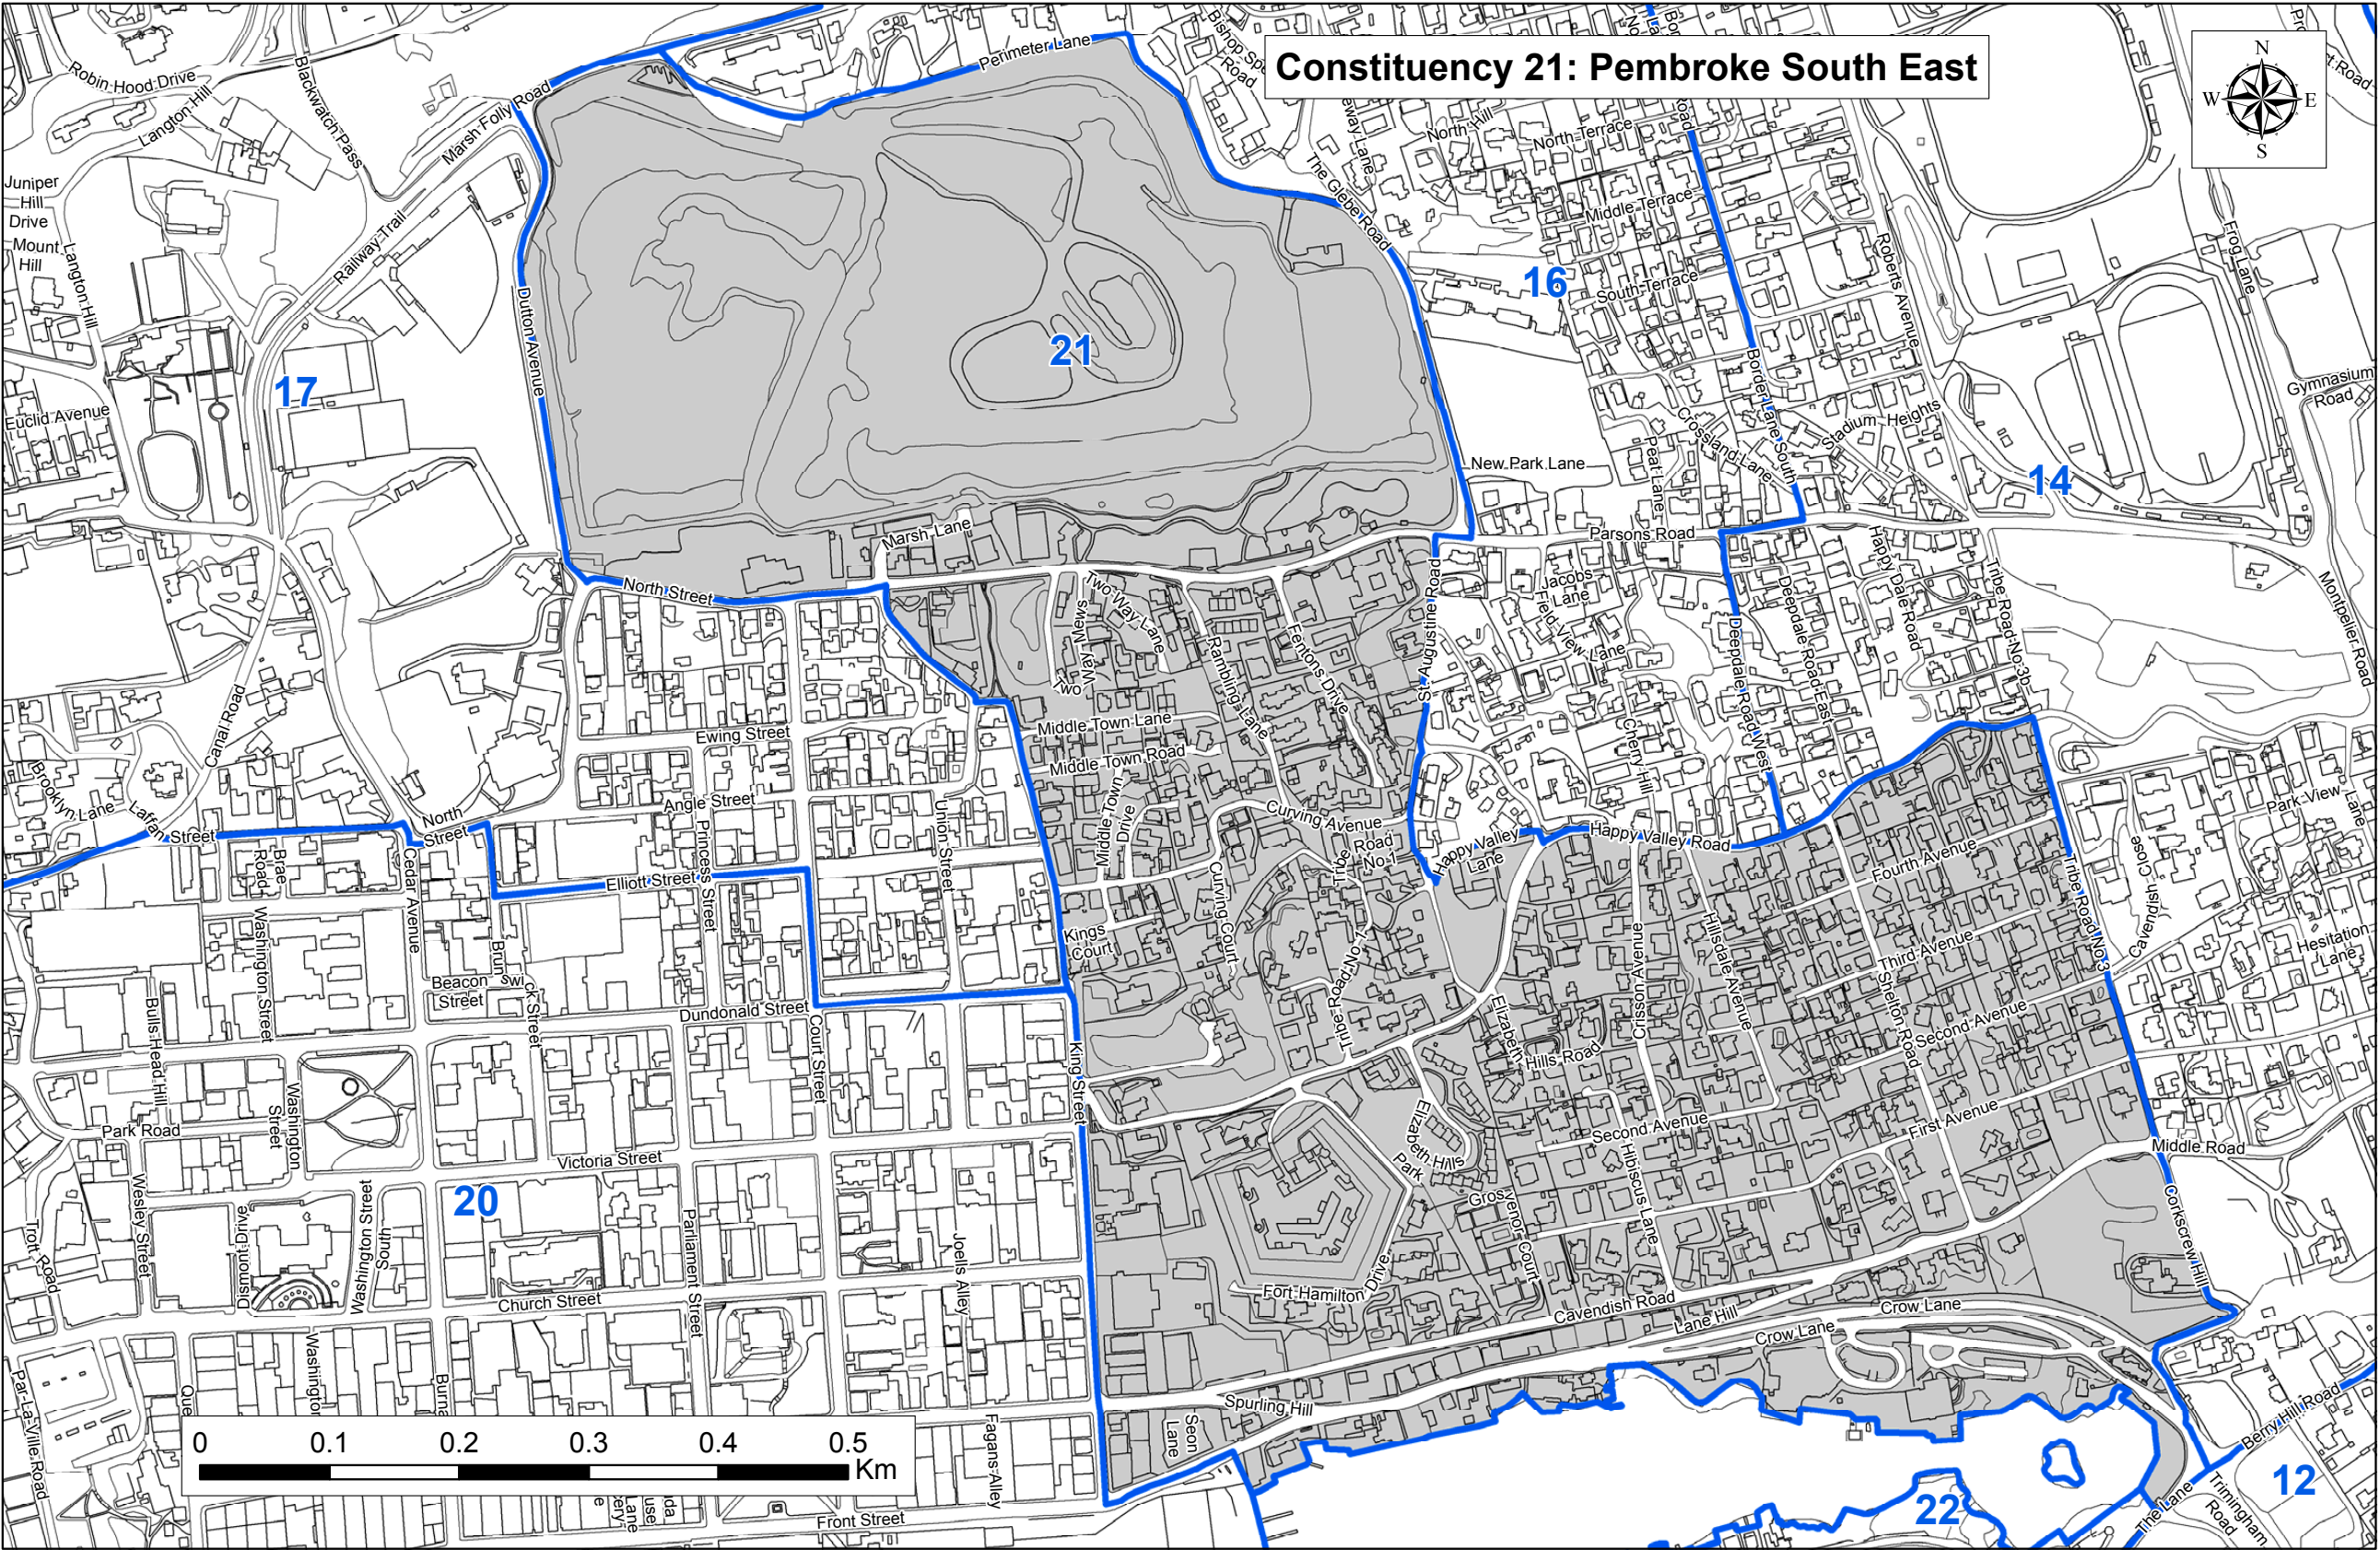 Constituency 21: Pembroke South East
N
W
E
S
Robin Hood Drive
Langton Hill
Blackwatch Pass
Marsh Folly Road
Perimeter Lane
Road
The Glebe Road
North Hill
North Terrace
Middle Terrace
South Terrace
Road
Roberts Avenue
Frog Lane
Juniper
Hill
Drive
Mount
Hill
Langton Hill
Railway Trail
Dutton Avenue
16
21
17
14
Euclid Avenue
Border Lane South
Stadium Heights
Crossland Lane
Peat Lane
New Park Lane
Gymnasium
Road
Marsh Lane
Parsons Road
North Street
Two Way Lane
Two Way Mews
Rambling Lane
Fentons Drive
St. Augustine Road
Jacobs
Lane
Field View Lane
Deepdale Road West
Deepdale Road East
Happy Dale Road
Tribe Road No.3b
Montpelier Road
Canal Road
Ewing Street
Middle Town Lane
Middle Town Road
Middle Town
Drive
Cherry Hill
Brooklyn Lane
Laffan Street
North
Street
Angle Street
Princess Street
Union Street
Curving Avenue
Curving Court
Tribe Road
No.1
Happy Valley
Lane
Happy Valley Road
Fourth Avenue
Park View Lane
Cavendish Close
Tribe Road No.3
Brae
Road
Cedar Avenue
Elliott Street
Washington Street
Brunswick Street
Beacon
Street
Kings
Court
Tribe Road No.1
Crissun Avenue
Hillsdale Avenue
Third Avenue
Shelton Road
Second Avenue
Hesitation
Lane
Bulls Head Hill
Dundonald Street
Court Street
King Street
Elizabeth
Hills Road
Washington
Street
Park Road
Victoria Street
Elizabeth Hills
Park
Second Avenue
First Avenue
Middle Road
Hibiscus Lane
Grosvenor Court
Corkscrew Hill
20
Trott Road
Wesley Street
Dismont Drive
Washington Street
South
Parliament Street
Joells Alley
Church Street
Fort Hamilton Drive
Cavendish Road
Lane Hill
Crow Lane
Crow Lane
Spurling Hill
Seon
Lane
Par-La-Ville Road
Washington
Fagans Alley
Front Street
Berry Hill Road
The Lane
Trimingham
Road
12
22
0
0.1
0.2
0.3
0.4
0.5
Km